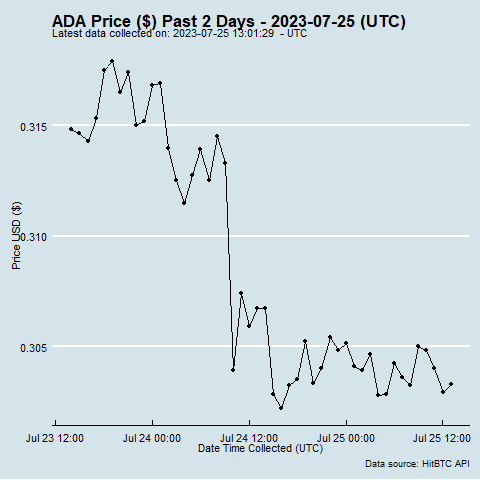 ADA Price ($) Past 2 Days - 2023-07-25 (UTC)
Latest data collected on: 2023-07-25 13:01:29 - UTC
0.315
0.310
0.305
Price USD ($)
Jul 23 12:00 Jul 24 00:00 Jul 24 12:00 Jul 25 00:00 Jul 25 12:00
Date Time Collected (UTC)
Data source: HitBTC API